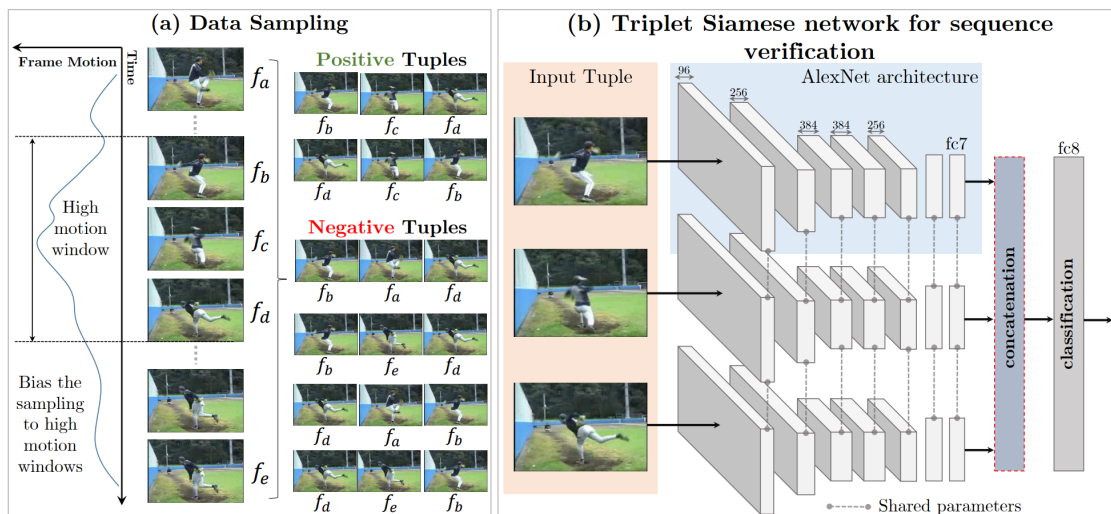 (a) Data Sampling
Frame Motion
Time
High
motion
window
Bias the
sampling
to high
motion
windows
f_a
f_b
f_c
f_d
f_e
Positive Tuples
f_b f_c f_d
f_d f_c f_b
Negative Tuples
f_b f_a f_d
f_b f_e f_d
f_d f_a f_b
f_d f_e f_b
(b) Triplet Siamese network for sequence
verification
Input Tuple
AlexNet architecture
96
256
384
384
256
fc7
concatenation
fc8
classification
Shared parameters